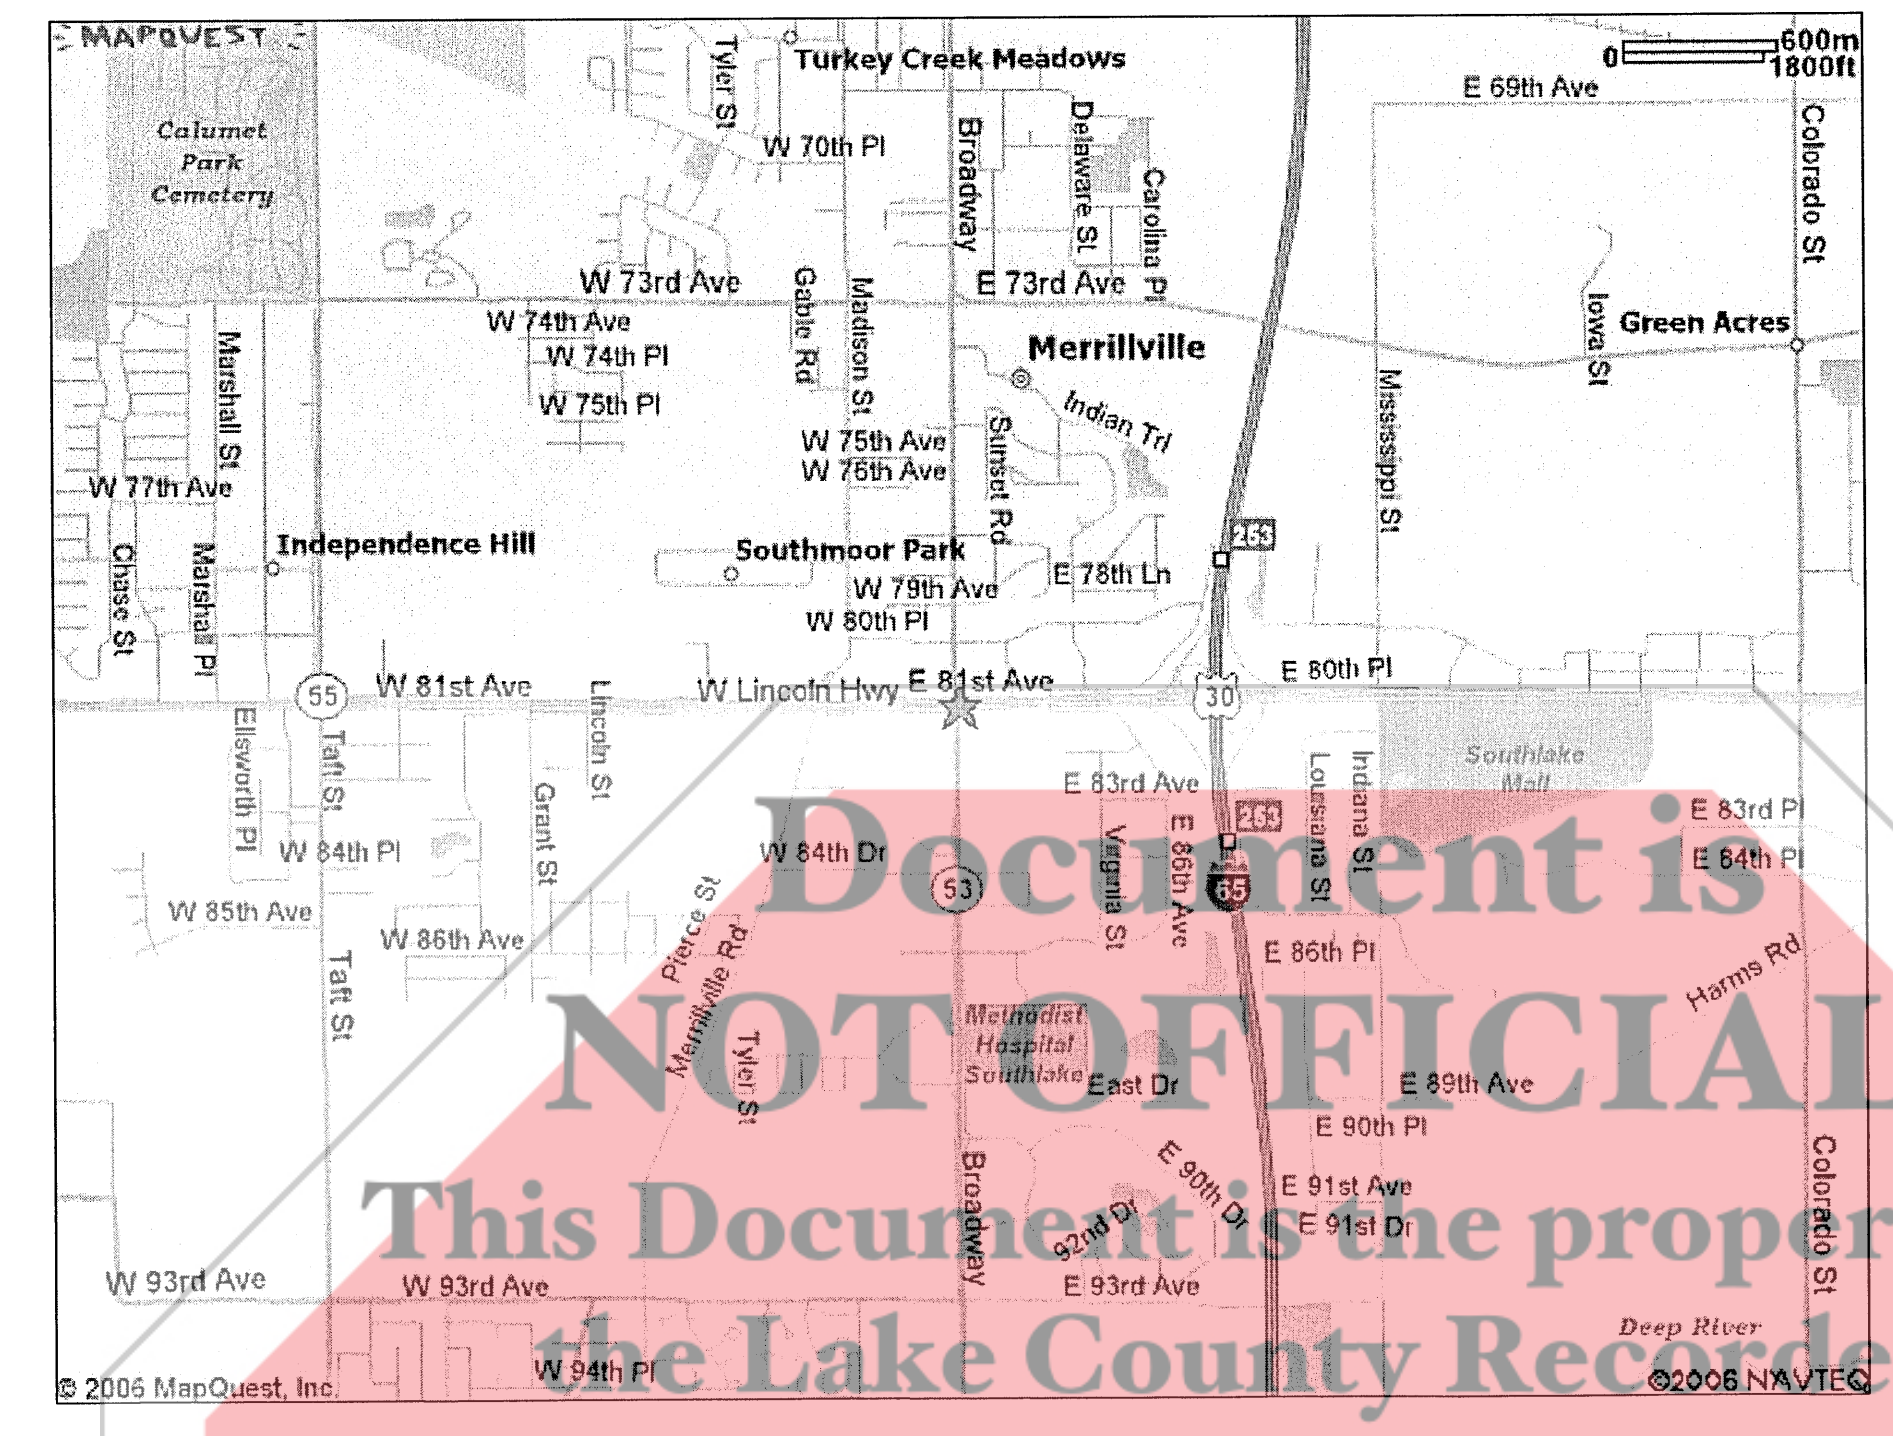 MAPQUEST
600m
0
1800ft
Turkey Creek Meadows
Tyler St
E 69th Ave
Calumet
Park
Cemetery
W 70th Pl
Broadway
Delaware St
Carolina Pl
Colorado St
W 73rd Ave
E 73rd Ave
Gable Rd
Madison St
Iowa St
Green Acres
W 74th Ave
Marshall St
Merrillville
W 74th Pl
W 75th Pl
Indian Trl
Mississippi St
W 75th Ave
Sunset Rd
W 76th Ave
W 77th Ave
253
Independence Hill
Southmoor Park
Chase St
Marshall Pl
E 78th Ln
W 79th Ave
W 80th Pl
E 80th Pl
55
W 81st Ave
W Lincoln Hwy
E 81st Ave
30
Ellsworth Pl
Taft St
Lincoln St
Southlake
Mall
E 83rd Ave
Louisiana St
Indiana St
Grant St
253
E 83rd Pl
Document is
W 84th Pl
W 84th Dr
Virginia St
E 86th Ave
E 84th Pl
53
65
W 85th Ave
Pierce St
W 86th Ave
Merrillville Rd
E 86th Pl
Harms Rd
Taft St
NOT OFFICIAL
Methodist
Hospital
Southlake
Tyler St
East Dr
E 89th Ave
E 90th Pl
Broadway
E 90th Dr
Colorado St
E 91st Ave
This Document is the proper
92nd Dr
E 91st Dr
W 93rd Ave
W 93rd Ave
E 93rd Ave
Deep River
the Lake County Recorde
W 94th Pl
© 2006 MapQuest, Inc.
©2006 NAVTEQ